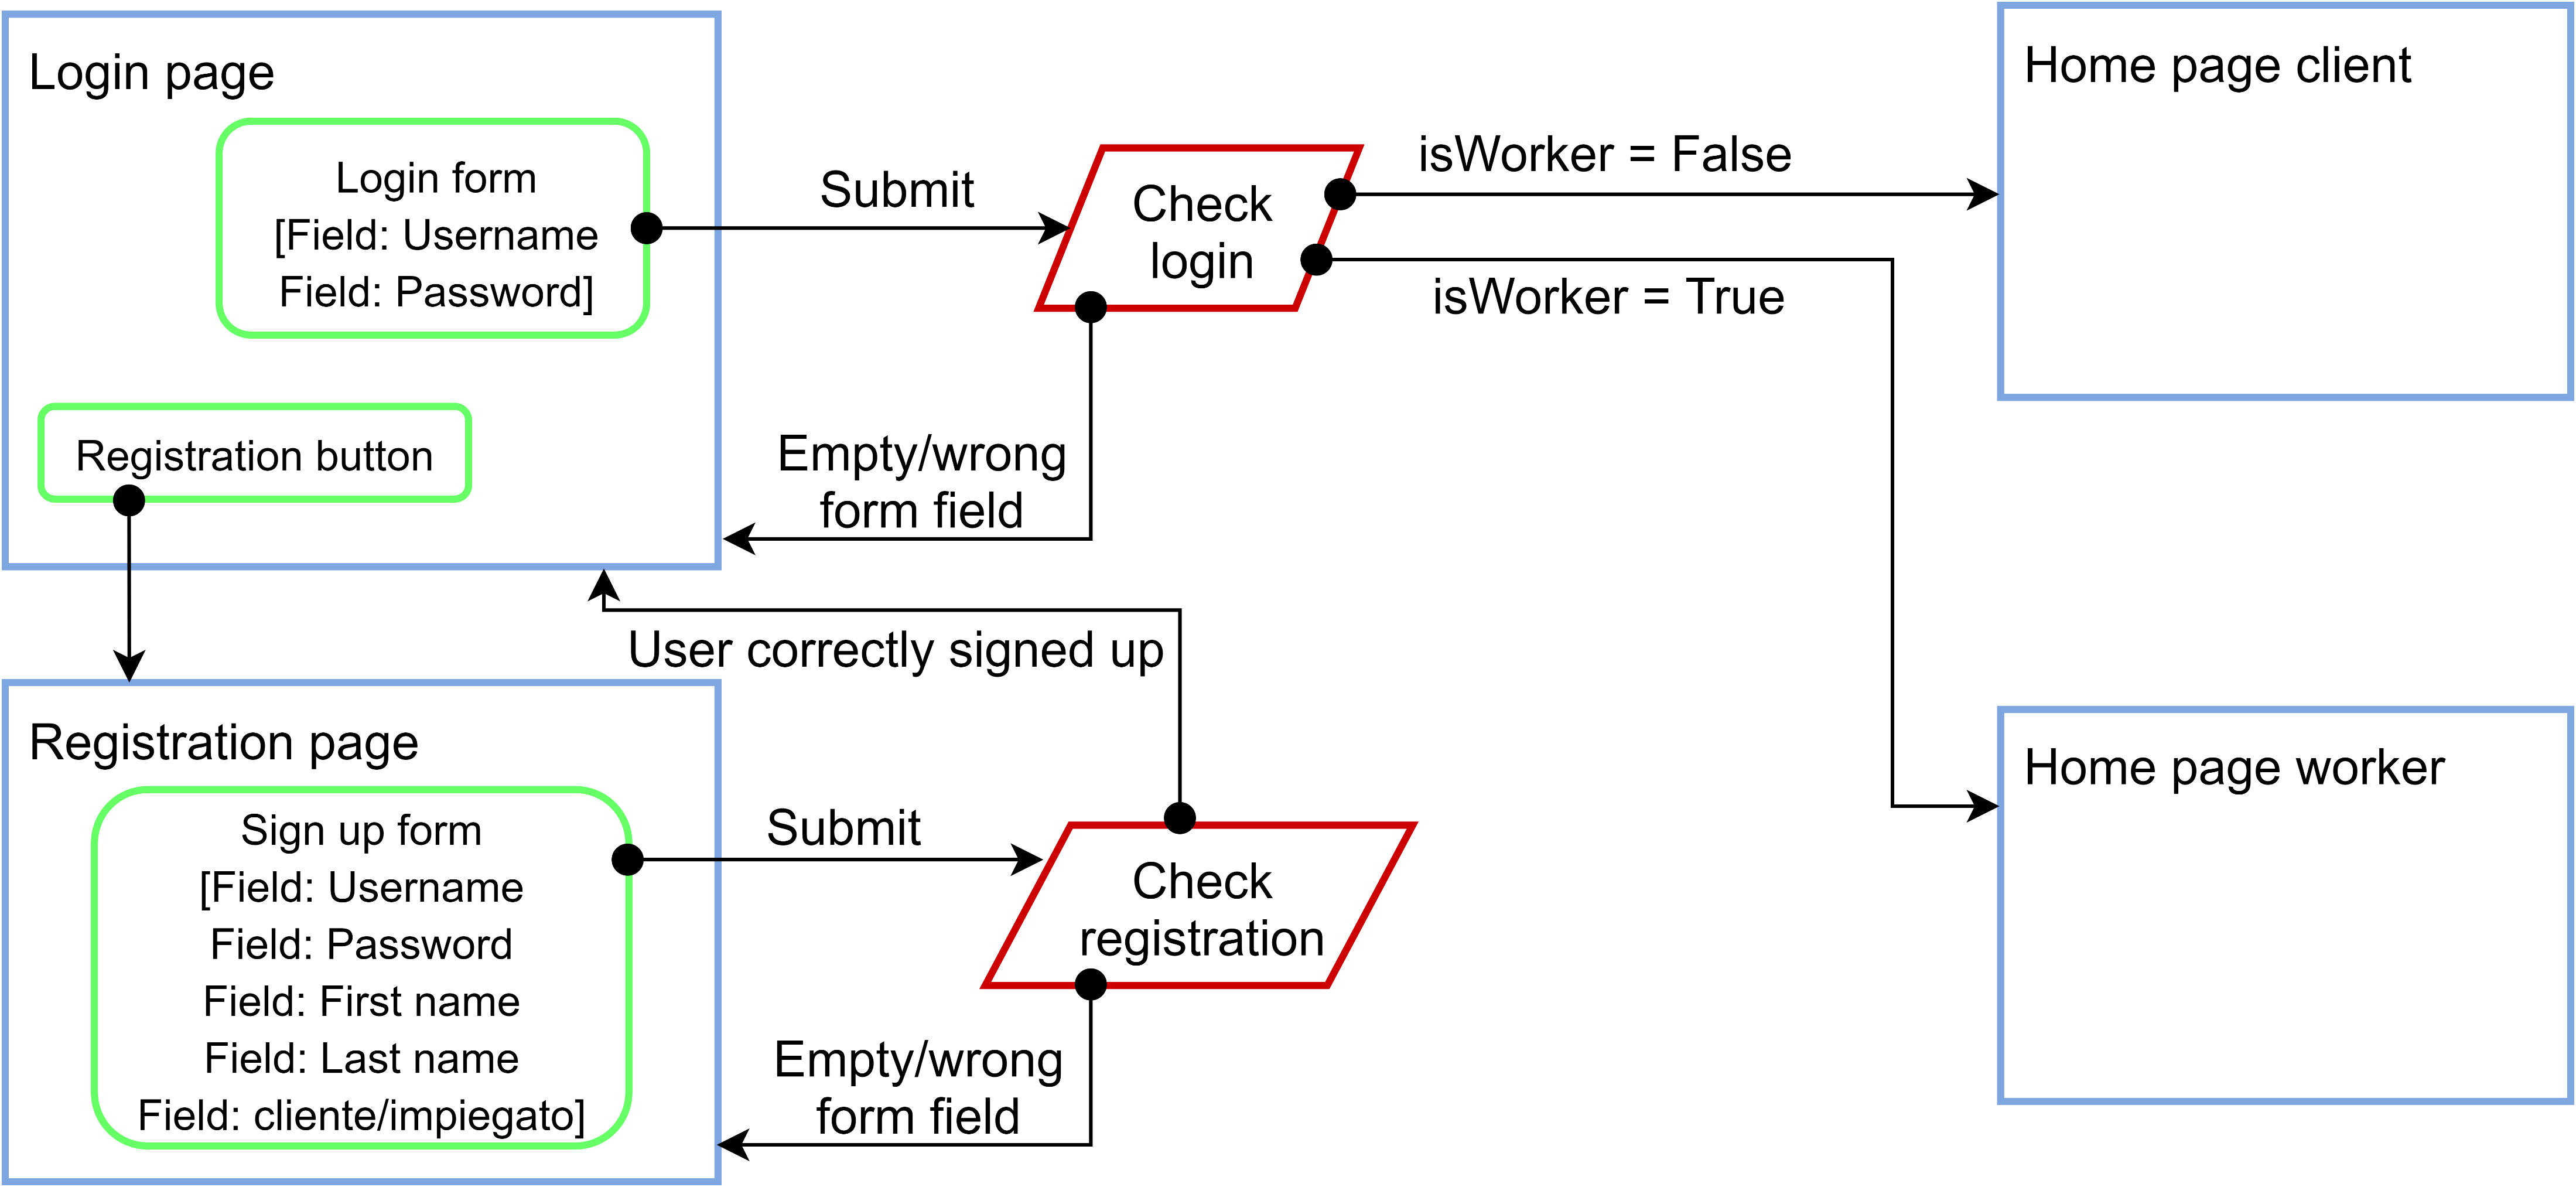 Login page
Login form
[Field: Username
Field: Password]
Registration button
Submit
Check
login
isWorker = False
isWorker = True
Empty/wrong
form field
Home page client
User correctly signed up
Registration page
Sign up form
[Field: Username
Field: Password
Field: First name
Field: Last name
Field: cliente/impiegato]
Submit
Check
registration
Empty/wrong
form field
Home page worker